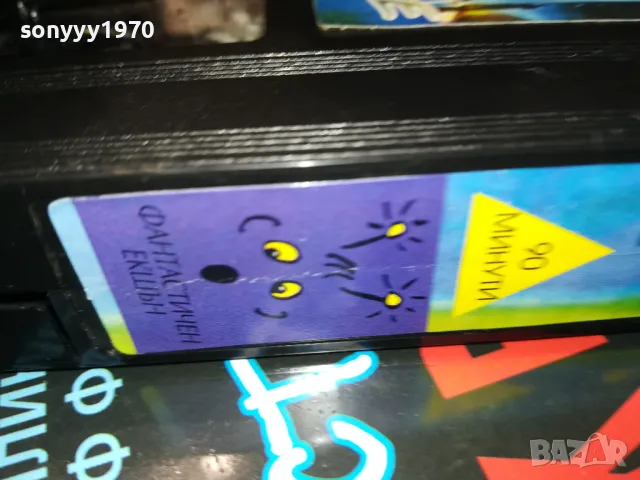 sonyyy1970
ФАНТАСТИЧЕН
ЕКШЪН
90
МИНУТИ
BAZAR